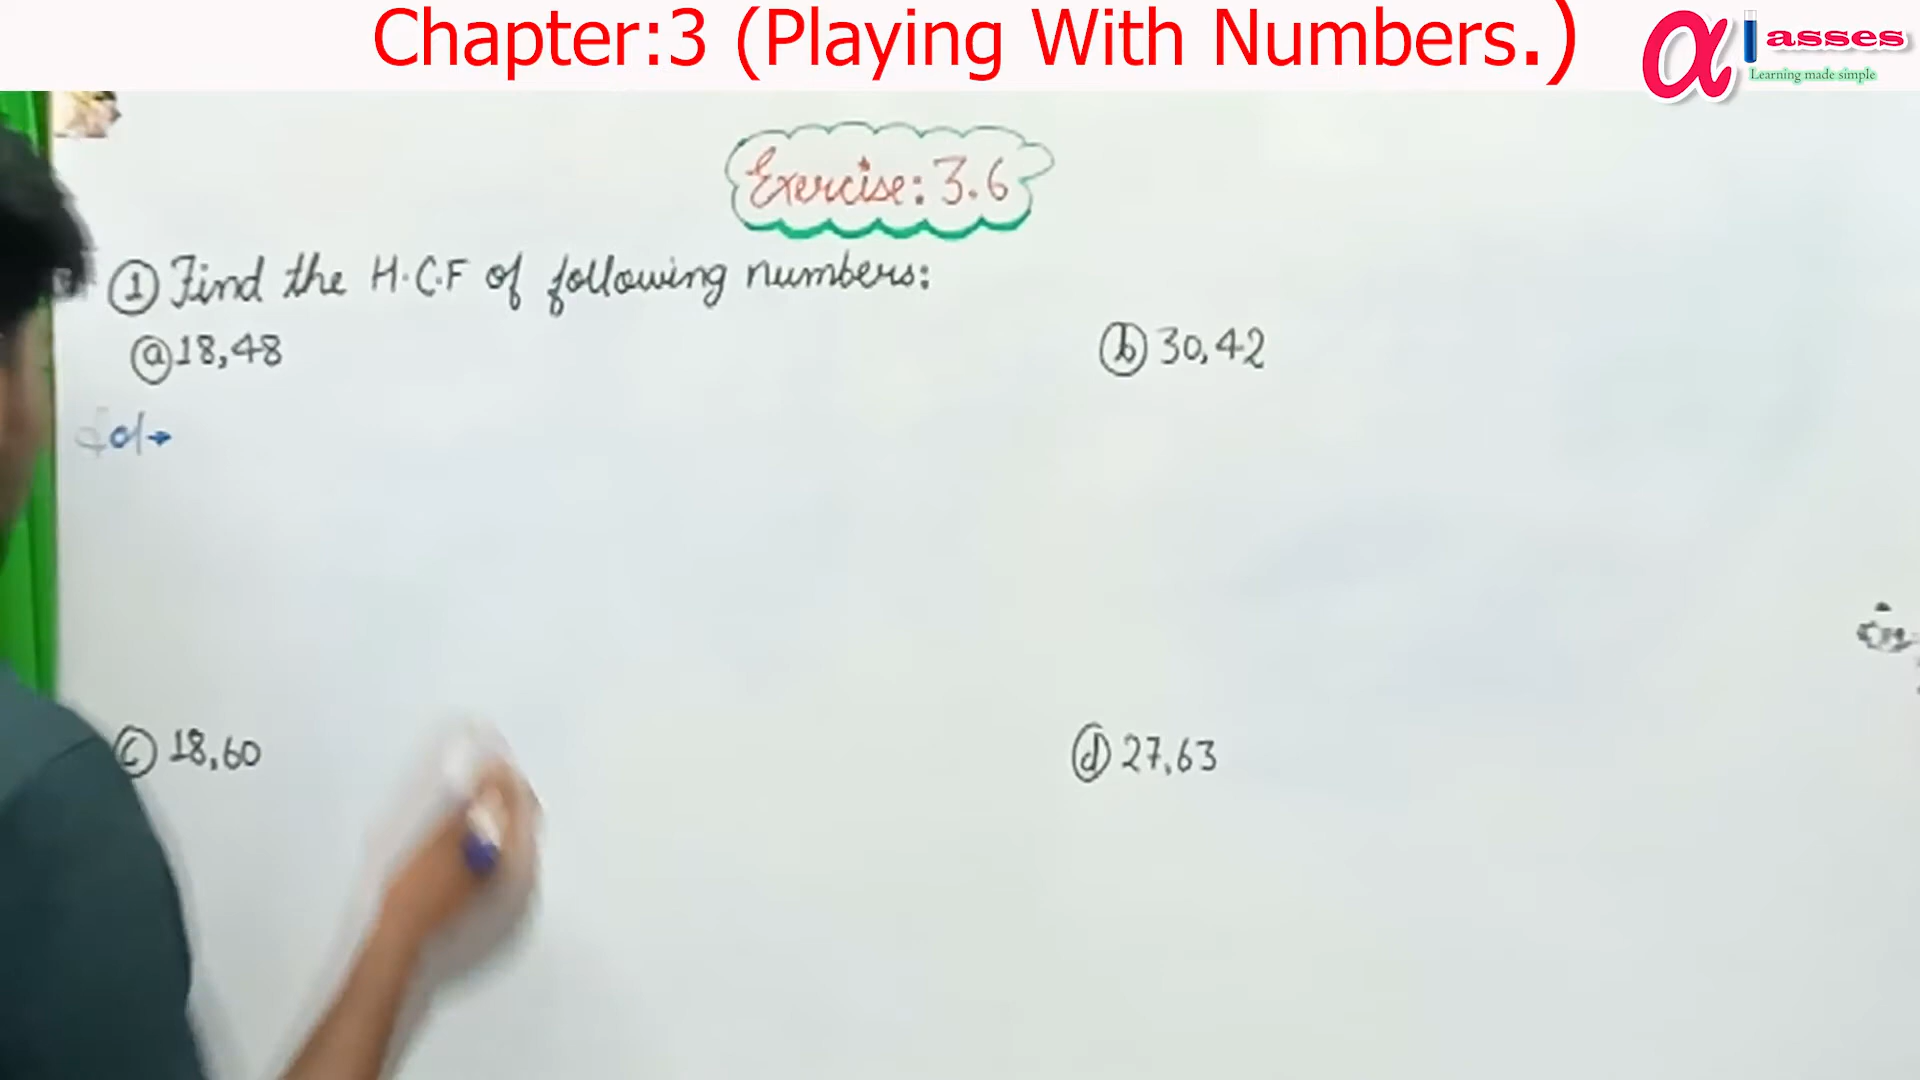 Chapter:3 (Playing With Numbers.)
α lasses
Learning made simple
Exercise: 3.6
① Find the H.C.F of following numbers:
ⓐ 18,48
ⓑ 30,42
Sol→
ⓒ 18,60
ⓓ 27,63